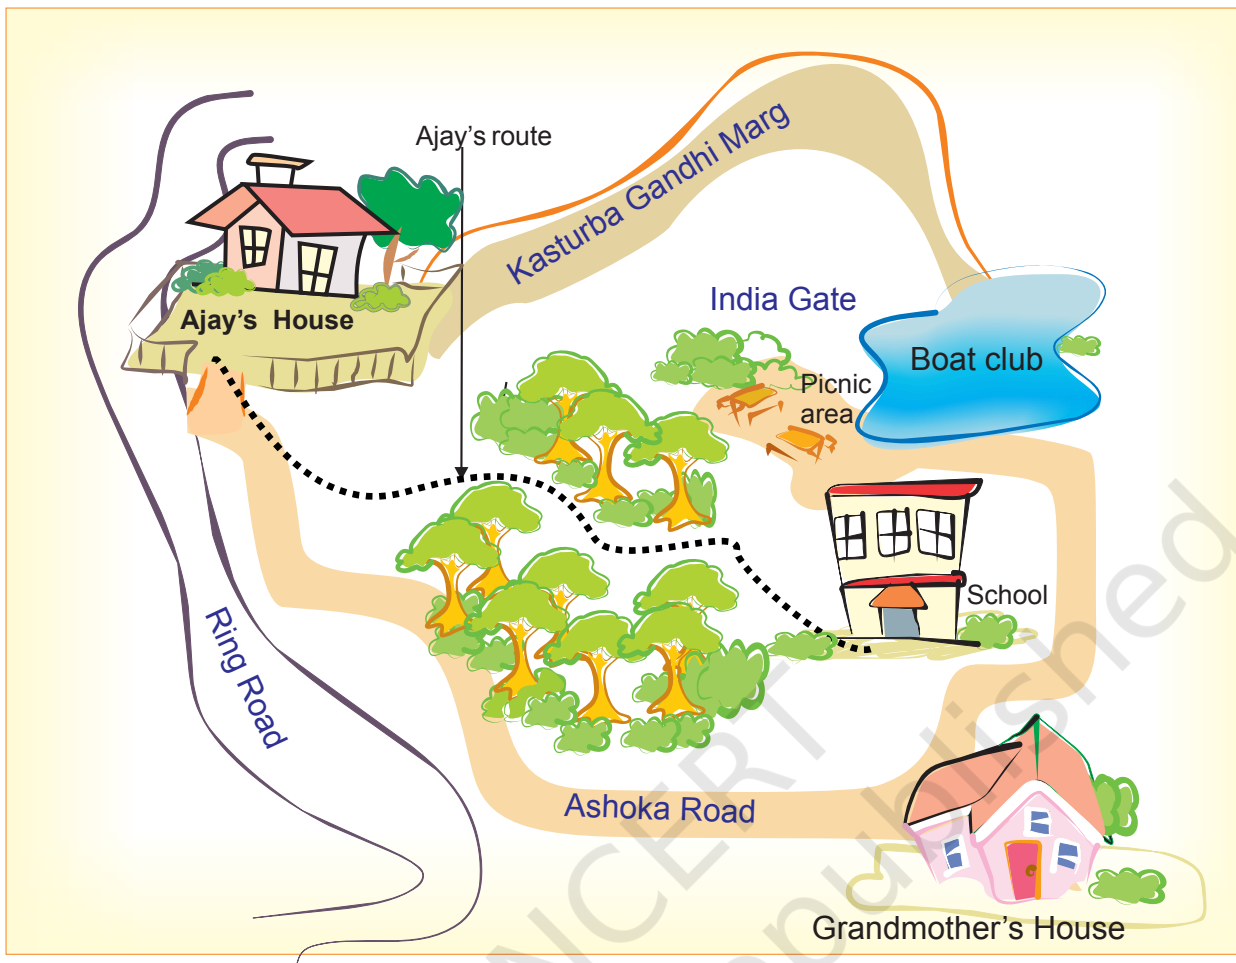 Ajay's route
Kasturba Gandhi Marg
India Gate
Ajay's House
Boat club
Picnic
area
School
Ring Road
Ashoka Road
Grandmother's House
NCERT
republished